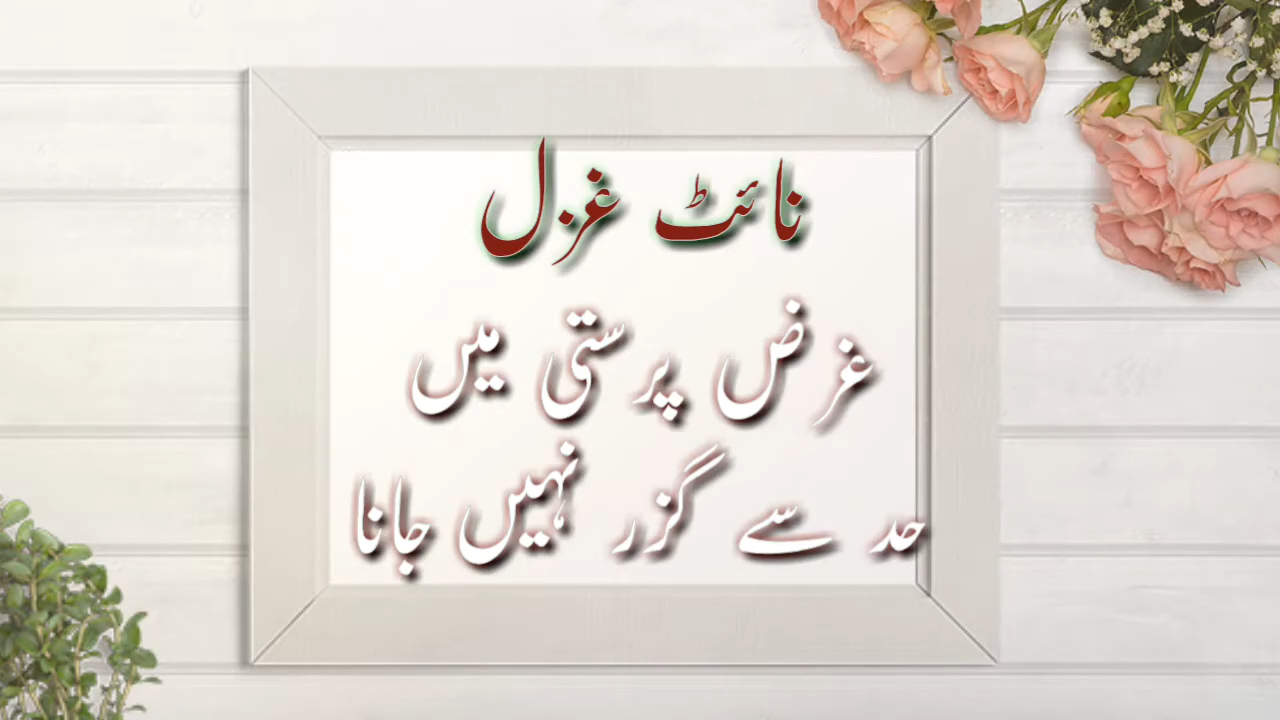 نائٹ غزل
غرض پرستی میں
حد سے گزر نہیں جانا